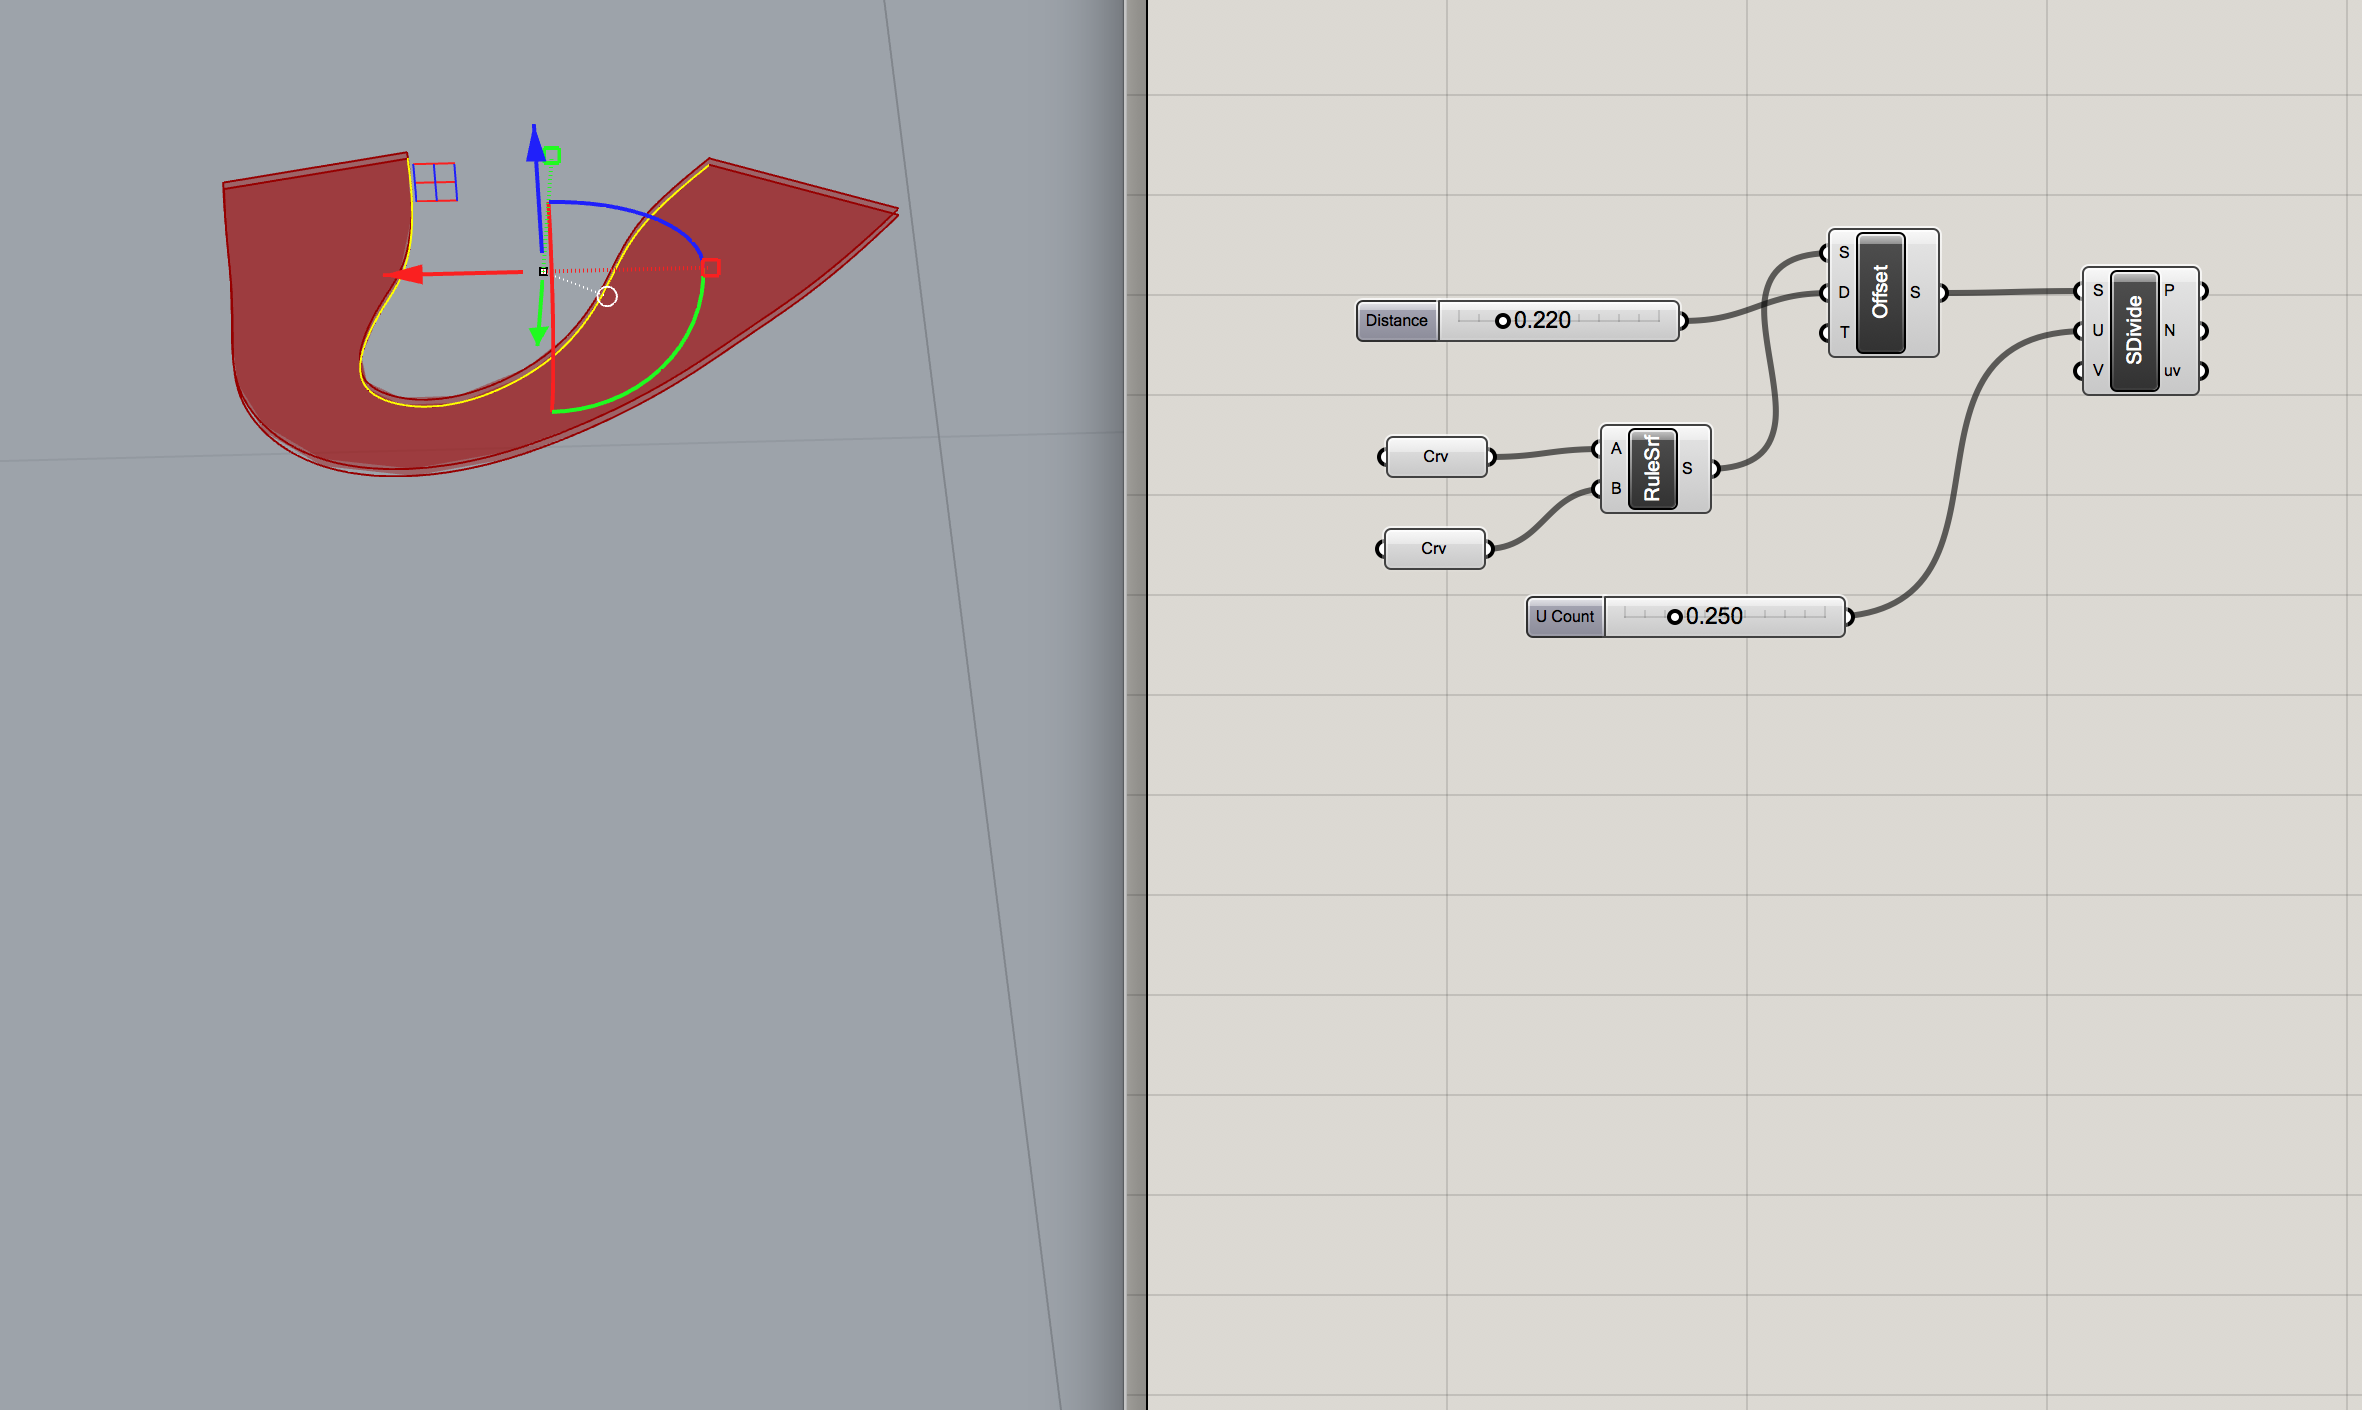 S
D
T
Offset
S
Distance
0.220
S
U
V
SDivide
P
N
uv
Crv
A
B
RuleSrf
S
Crv
U Count
0.250